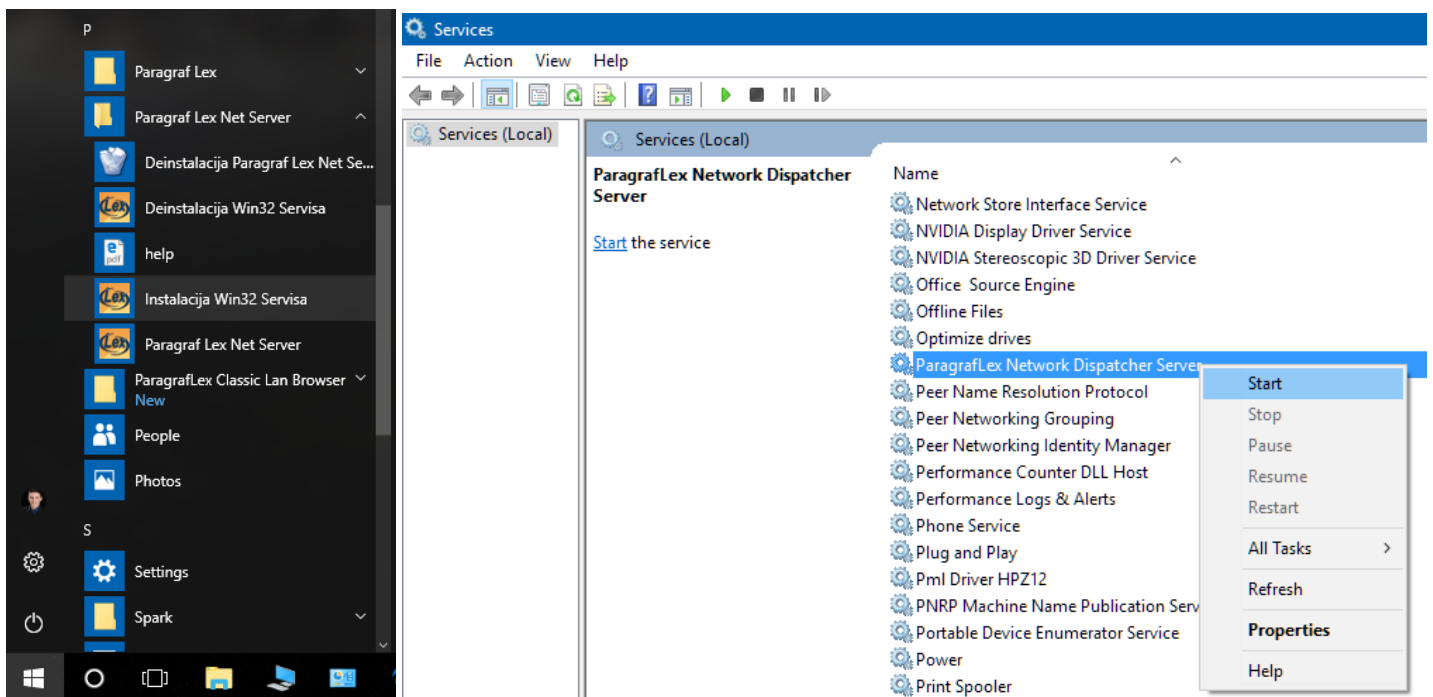 P
Paragraf Lex
Paragraf Lex Net Server
Deinstalacija Paragraf Lex Net Se...
Lex
Deinstalacija Win32 Servisa
pdf
help
Lex
Instalacija Win32 Servisa
Lex
Paragraf Lex Net Server
ParagrafLex Classic Lan Browser
New
People
Photos
S
Settings
Spark
Services
File Action View Help
Services (Local)
Services (Local)
ParagrafLex Network Dispatcher
Server
Start the service
Name
Network Store Interface Service
NVIDIA Display Driver Service
NVIDIA Stereoscopic 3D Driver Service
Office Source Engine
Offline Files
Optimize drives
ParagrafLex Network Dispatcher Server
Peer Name Resolution Protocol
Peer Networking Grouping
Peer Networking Identity Manager
Performance Counter DLL Host
Performance Logs & Alerts
Phone Service
Plug and Play
Pml Driver HPZ12
PNRP Machine Name Publication Serv
Portable Device Enumerator Service
Power
Print Spooler
Start
Stop
Pause
Resume
Restart
All Tasks
Refresh
Properties
Help